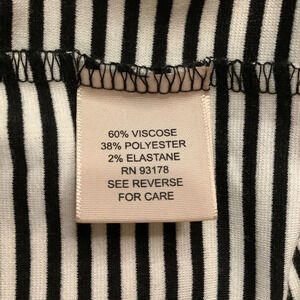 60% VISCOSE
38% POLYESTER
2% ELASTANE
RN 93178
SEE REVERSE
FOR CARE